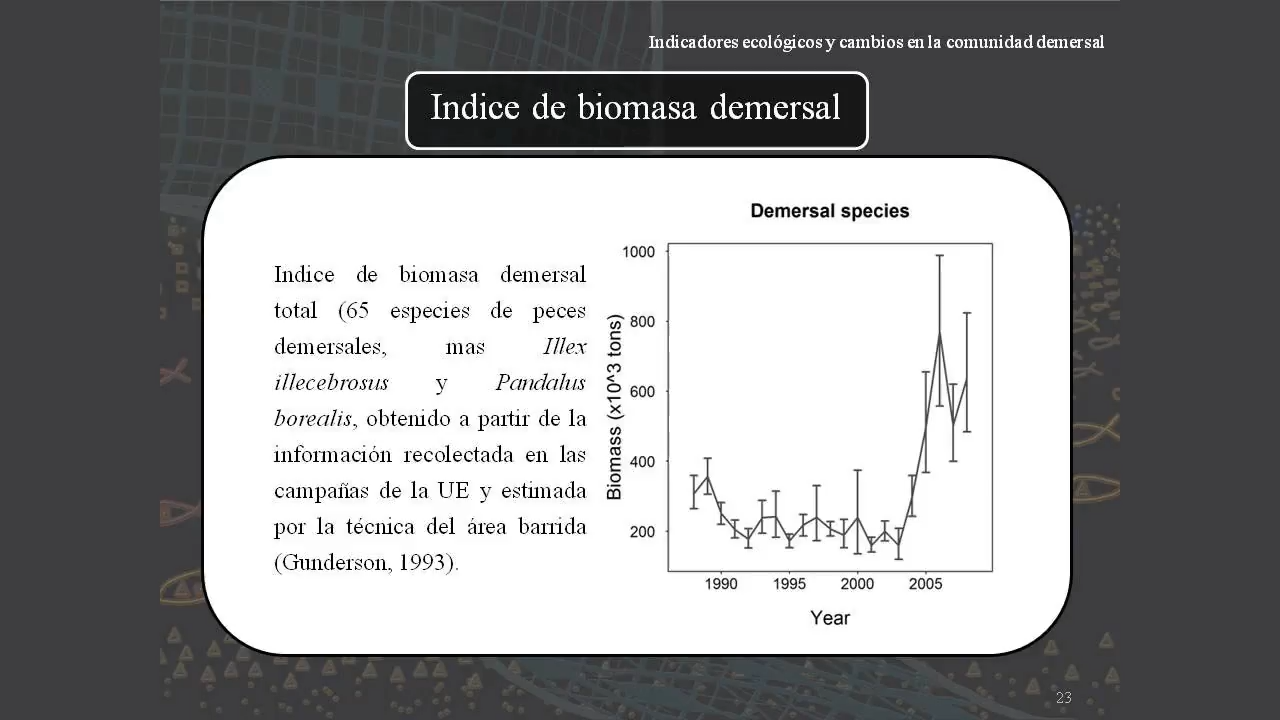 Indicadores ecológicos y cambios en la comunidad demersal
Indice de biomasa demersal
Indice de biomasa demersal
total (65 especies de peces
demersales, mas Illex
illecebrosus y Pandalus
borealis, obtenido a partir de la
información recolectada en las
campañas de la UE y estimada
por la técnica del área barrida
(Gunderson, 1993).
Demersal species
Biomass (x10^3 tons)
1000
800
600
400
200
1990 1995 2000 2005
Year
23